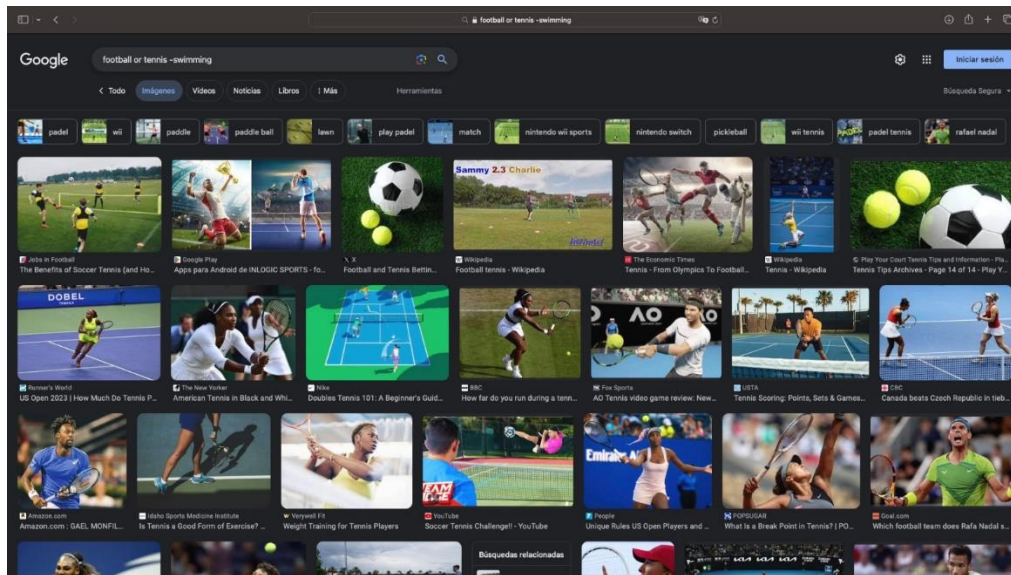 football or tennis -swimming
Google
football or tennis -swimming
Iniciar sesión
Todo
Imágenes
Vídeos
Noticias
Libros
Más
Herramientas
Búsqueda Segura
padel
wii
paddle
paddle ball
lawn
play padel
match
nintendo wii sports
nintendo switch
pickleball
wii tennis
padel tennis
rafael nadal
Sammy 2.3 Charlie
Jobs in Football
The Benefits of Soccer Tennis (and Ho...
Google Play
Apps para Android de INLOGIC SPORTS - fo...
X
Football and Tennis Bettin...
Wikipedia
Football tennis - Wikipedia
The Economic Times
Tennis - From Olympics To Football...
Wikipedia
Tennis - Wikipedia
Play Your Court Tennis Tips and Information - Pla...
Tennis Tips Archives - Page 14 of 14 - Play Y...
DOBEL
AO
Runner's World
US Open 2023 | How Much Do Tennis P...
The New Yorker
American Tennis in Black and Whi...
Nike
Doubles Tennis 101: A Beginner's Guid...
BBC
How far do you run during a tenn...
Fox Sports
AO Tennis video game review: New...
USTA
Tennis Scoring: Points, Sets & Games...
CBC
Canada beats Czech Republic in tieb...
Emirates
Amazon.com
Amazon.com : GAEL MONFIL...
Idaho Sports Medicine Institute
Is Tennis a Good Form of Exercise? ...
Verywell Fit
Weight Training for Tennis Players
YouTube
Soccer Tennis Challenge!! - YouTube
People
Unique Rules US Open Players and ...
POPSUGAR
What Is a Break Point in Tennis? | PO...
Goal.com
Which football team does Rafa Nadal s...
Búsquedas relacionadas